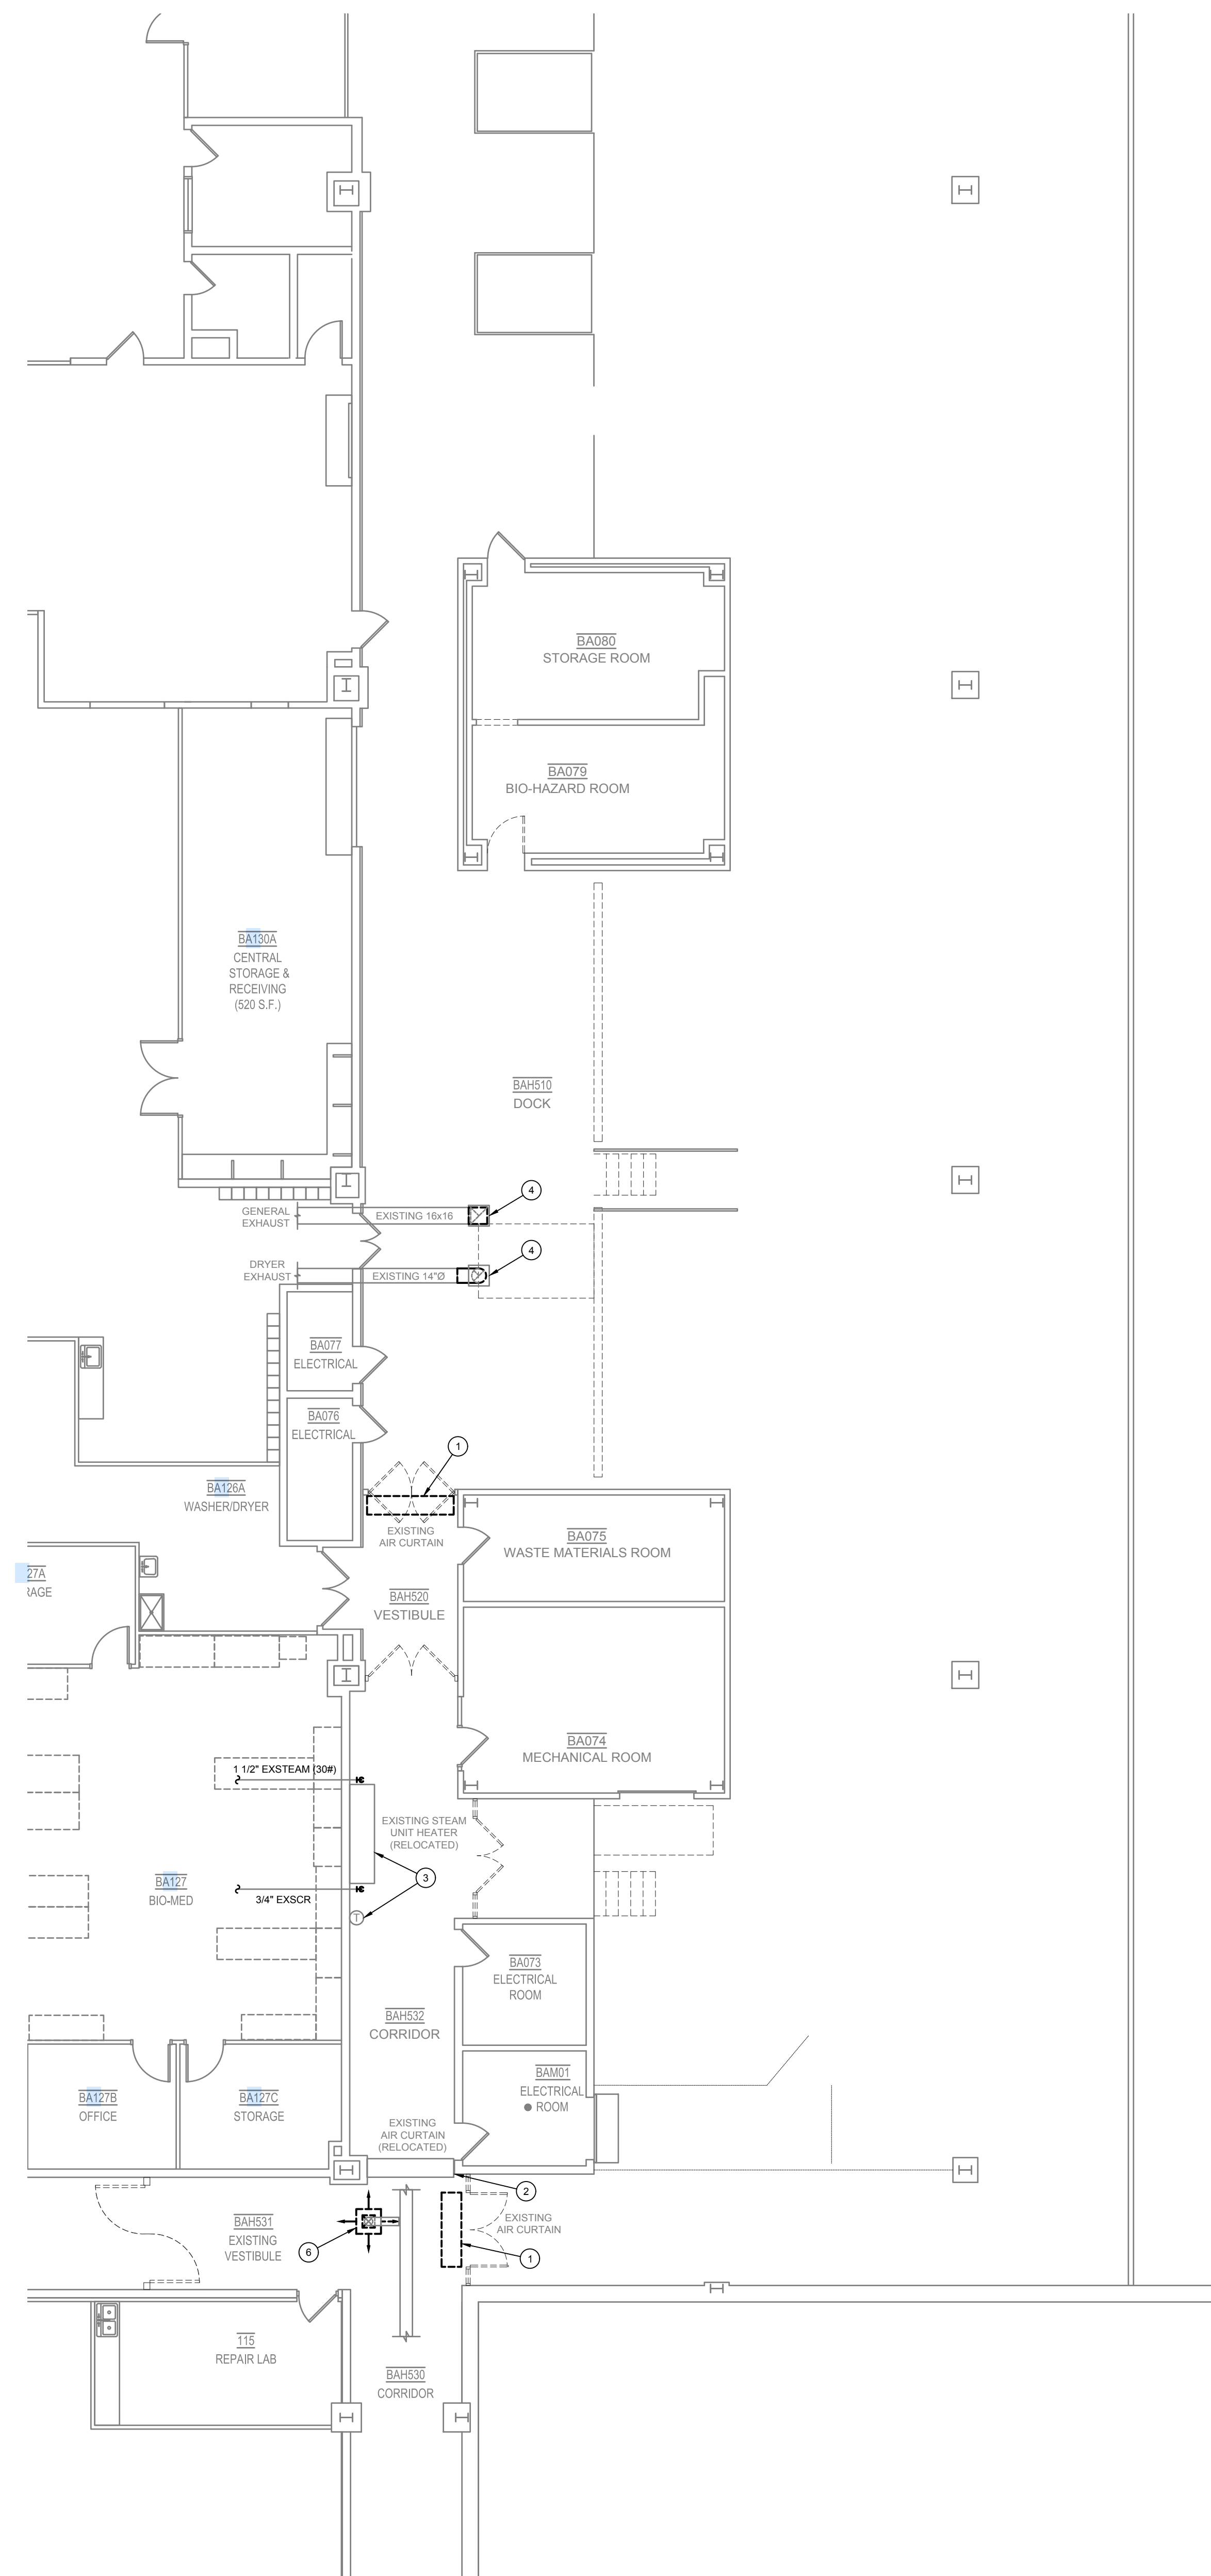 BA080
STORAGE ROOM
BA079
BIO-HAZARD ROOM
BA130A
CENTRAL
STORAGE &
RECEIVING
(520 S.F.)
BAH510
DOCK
4
GENERAL
EXHAUST
EXISTING 16x16
4
DRYER
EXHAUST
EXISTING 14"Ø
BA077
ELECTRICAL
BA076
ELECTRICAL
1
BA126A
WASHER/DRYER
EXISTING
AIR CURTAIN
BA075
WASTE MATERIALS ROOM
27A
RAGE
BAH520
VESTIBULE
BA074
MECHANICAL ROOM
1 1/2" EXSTEAM (30#)
EXISTING STEAM
UNIT HEATER
(RELOCATED)
3
BA127
BIO-MED
3/4" EXSCR
T
BA073
ELECTRICAL
ROOM
BAH532
CORRIDOR
BAM01
ELECTRICAL
ROOM
BA127B
OFFICE
BA127C
STORAGE
EXISTING
AIR CURTAIN
(RELOCATED)
2
BAH531
EXISTING
VESTIBULE
6
EXISTING
AIR CURTAIN
1
115
REPAIR LAB
BAH530
CORRIDOR